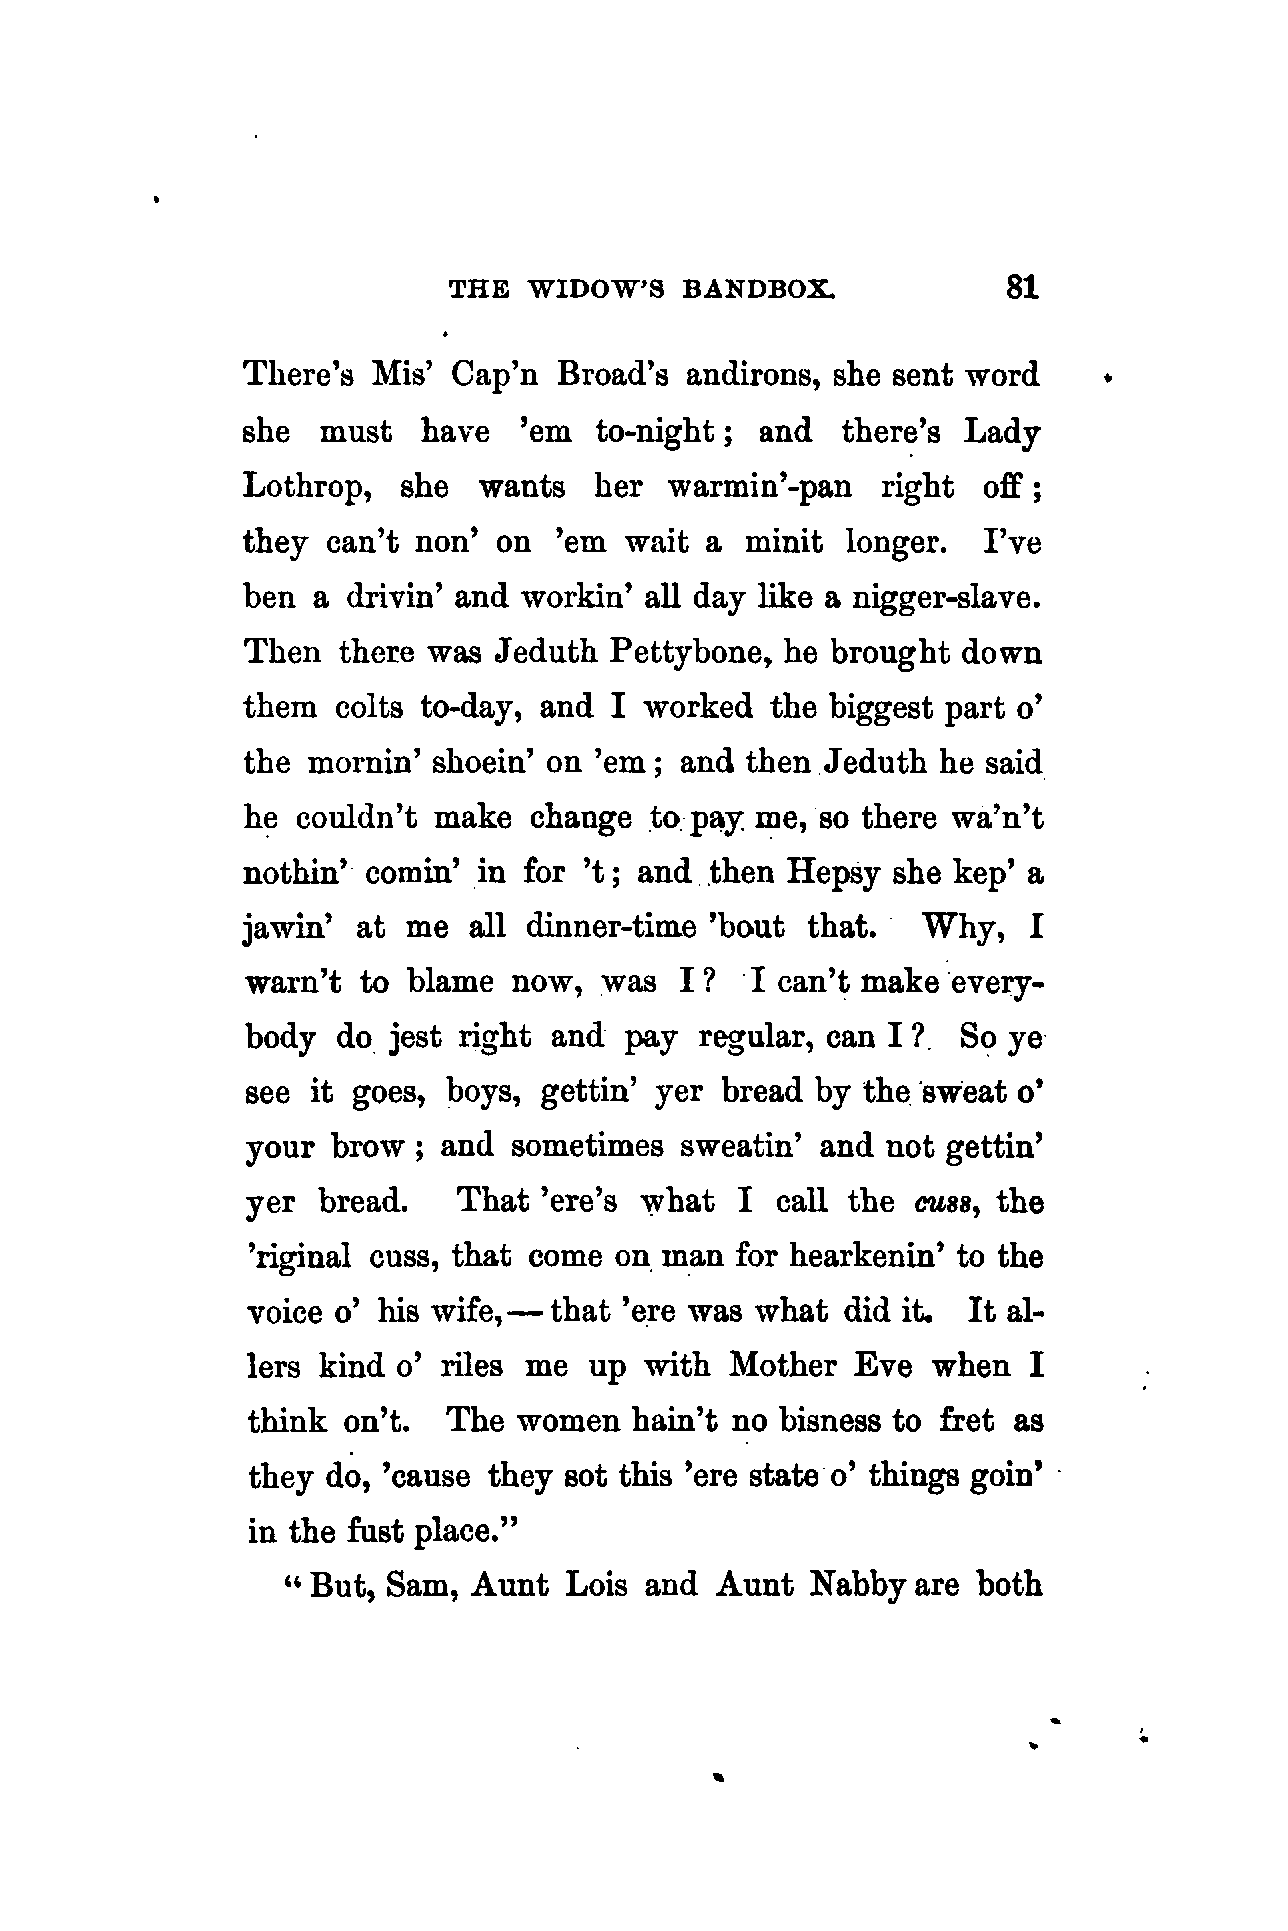 THE WIDOW'S BANDBOX. 81
There's Mis' Cap'n Broad's andirons, she sent word
she must have 'em to-night; and there's Lady
Lothrop, she wants her warmin'-pan right off;
they can't non' on 'em wait a minit longer. I've
ben a drivin' and workin' all day like a nigger-slave.
Then there was Jeduth Pettybone, he brought down
them colts to-day, and I worked the biggest part o'
the mornin' shoein' on 'em; and then Jeduth he said
he couldn't make change to pay me, so there wa'n't
nothin' comin' in for 't; and then Hepsy she kep' a
jawin' at me all dinner-time 'bout that. Why, I
warn't to blame now, was I? I can't make every-
body do jest right and pay regular, can I? So ye
see it goes, boys, gettin' yer bread by the sweat o'
your brow; and sometimes sweatin' and not gettin'
yer bread. That 'ere's what I call the cuss, the
'riginal cuss, that come on man for hearkenin' to the
voice o' his wife,—that 'ere was what did it. It al-
lers kind o' riles me up with Mother Eve when I
think on't. The women hain't no bisness to fret as
they do, 'cause they sot this 'ere state o' things goin'
in the fust place."
"But, Sam, Aunt Lois and Aunt Nabby are both